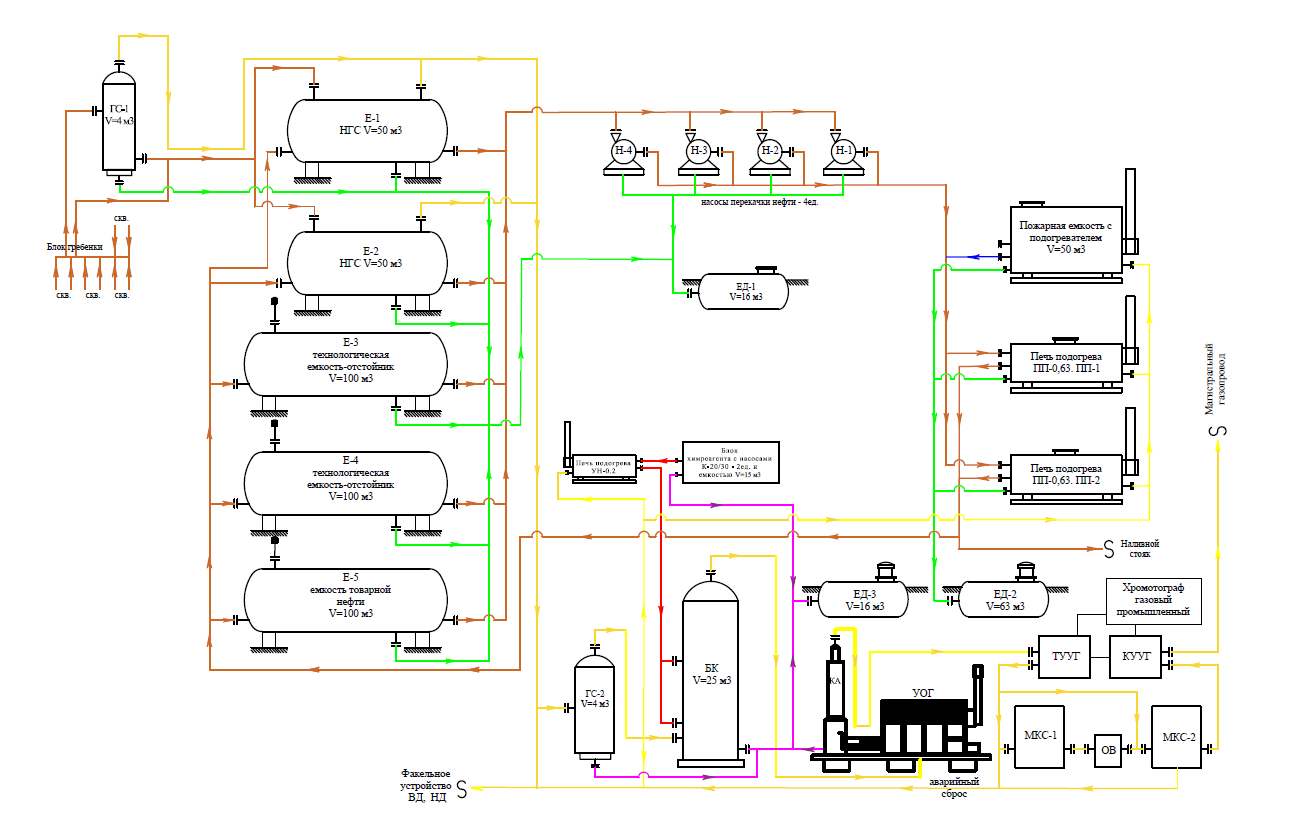 ГС-1
V=4 м3
Е-1
НГС V=50 м3
Н-4
Н-3
Н-2
Н-1
насосы перекачки нефти - 4ед.
скв.
Блок гребенки
скв.
скв.
скв.
Е-2
НГС V=50 м3
ЕД-1
V=16 м3
Пожарная емкость с
подогревателем
V=50 м3
Е-3
технологическая
емкость-отстойник
V=100 м3
Печь подогрева
ПП-0,63. ПП-1
Магистральный
газопровод
Е-4
технологическая
емкость-отстойник
V=100 м3
Печь подогрева
УН-0.2
Блок
химреагента с насосами
К•20/30 • 2ед. и
емкостью V=15 м3
Печь подогрева
ПП-0,63. ПП-2
Наливной
стояк
Е-5
емкость товарной
нефти
V=100 м3
ЕД-3
V=16 м3
ЕД-2
V=63 м3
Хромотограф
газовый
промышленный
ТУУГ
КУУГ
ГС-2
V=4 м3
БК
V=25 м3
КА
УОГ
МКС-1
ОВ
МКС-2
аварийный
сброс
Факельное
устройство
ВД, НД